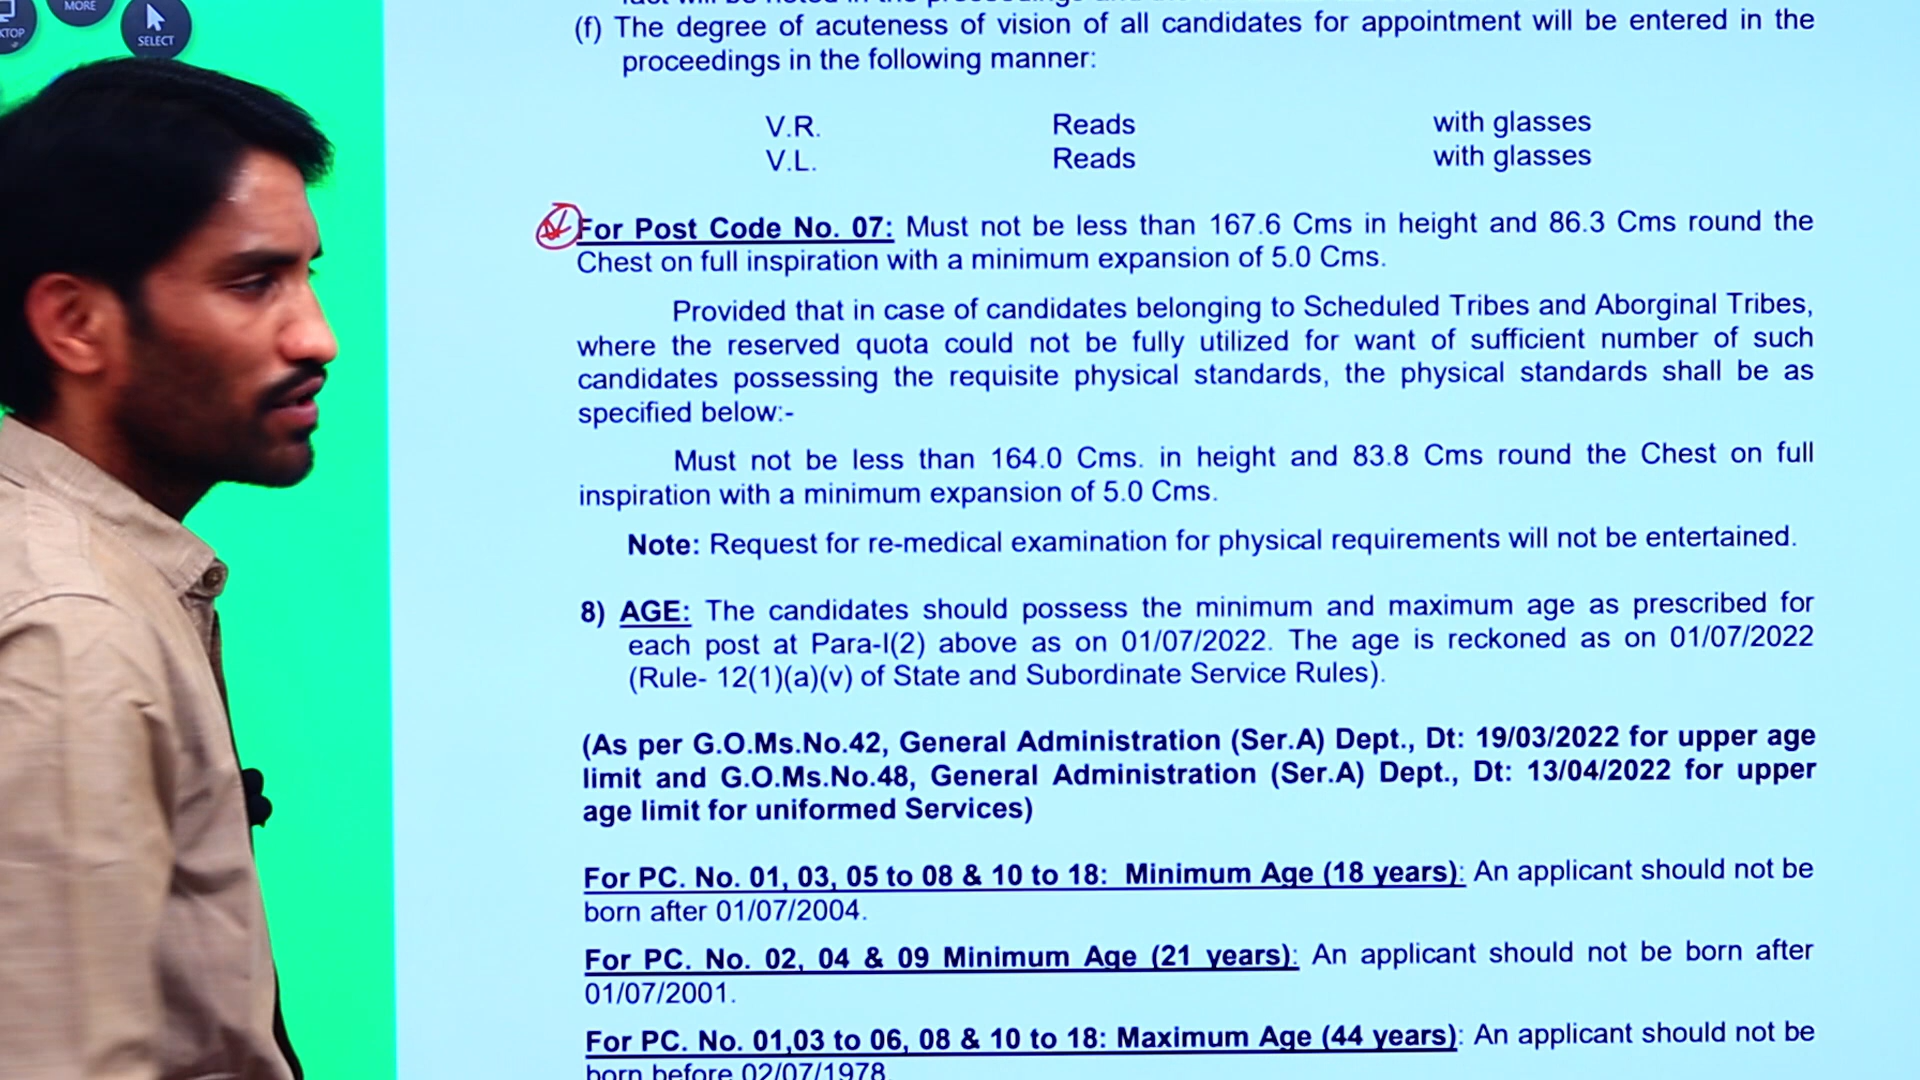 MORE
KTOP
SELECT
(f) The degree of acuteness of vision of all candidates for appointment will be entered in the
proceedings in the following manner:
V.R. Reads with glasses
V.L. Reads with glasses
For Post Code No. 07: Must not be less than 167.6 Cms in height and 86.3 Cms round the
Chest on full inspiration with a minimum expansion of 5.0 Cms.
Provided that in case of candidates belonging to Scheduled Tribes and Aborginal Tribes,
where the reserved quota could not be fully utilized for want of sufficient number of such
candidates possessing the requisite physical standards, the physical standards shall be as
specified below:-
Must not be less than 164.0 Cms. in height and 83.8 Cms round the Chest on full
inspiration with a minimum expansion of 5.0 Cms.
Note: Request for re-medical examination for physical requirements will not be entertained.
8) AGE: The candidates should possess the minimum and maximum age as prescribed for
each post at Para-I(2) above as on 01/07/2022. The age is reckoned as on 01/07/2022
(Rule- 12(1)(a)(v) of State and Subordinate Service Rules).
(As per G.O.Ms.No.42, General Administration (Ser.A) Dept., Dt: 19/03/2022 for upper age
limit and G.O.Ms.No.48, General Administration (Ser.A) Dept., Dt: 13/04/2022 for upper
age limit for uniformed Services)
For PC. No. 01, 03, 05 to 08 & 10 to 18: Minimum Age (18 years): An applicant should not be
born after 01/07/2004.
For PC. No. 02, 04 & 09 Minimum Age (21 years): An applicant should not be born after
01/07/2001.
For PC. No. 01,03 to 06, 08 & 10 to 18: Maximum Age (44 years): An applicant should not be
born before 02/07/1978.